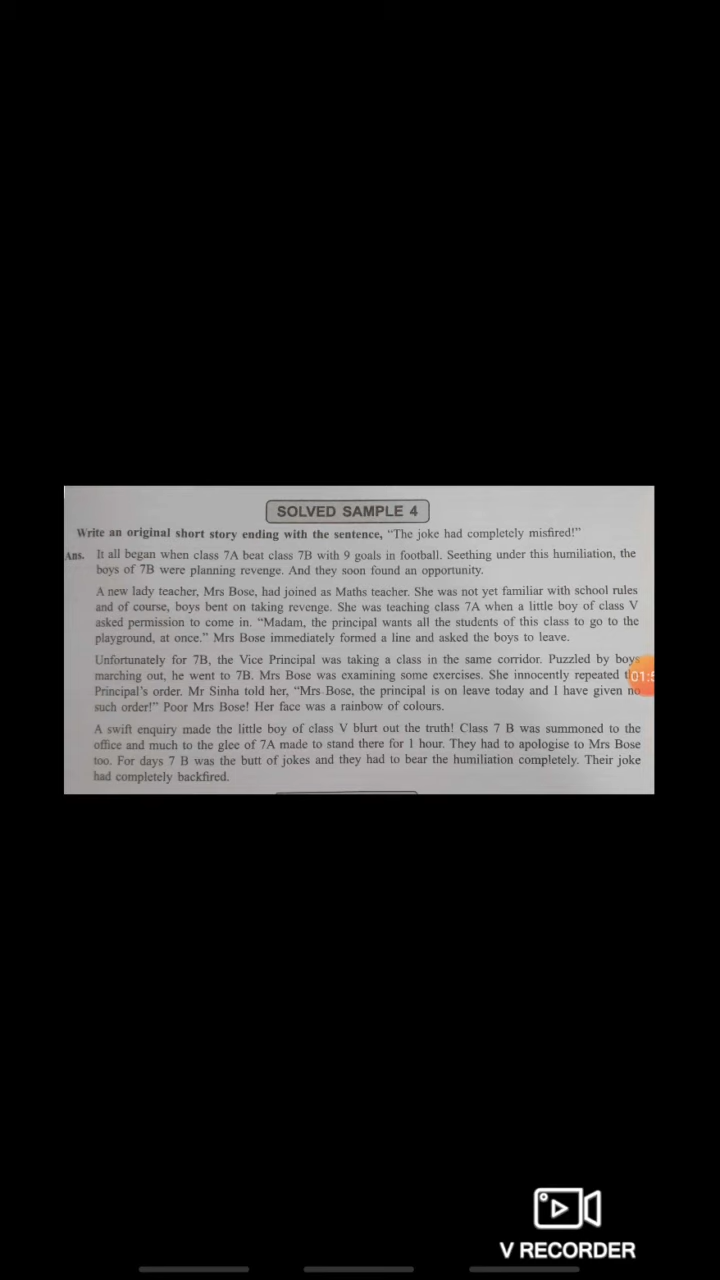 SOLVED SAMPLE 4
Write an original short story ending with the sentence, “The joke had completely misfired!”
Ans. It all began when class 7A beat class 7B with 9 goals in football. Seething under this humiliation, the
boys of 7B were planning revenge. And they soon found an opportunity.
A new lady teacher, Mrs Bose, had joined as Maths teacher. She was not yet familiar with school rules
and of course, boys bent on taking revenge. She was teaching class 7A when a little boy of class V
asked permission to come in. “Madam, the principal wants all the students of this class to go to the
playground, at once.” Mrs Bose immediately formed a line and asked the boys to leave.
Unfortunately for 7B, the Vice Principal was taking a class in the same corridor. Puzzled by boys
marching out, he went to 7B. Mrs Bose was examining some exercises. She innocently repeated
Principal’s order. Mr Sinha told her, “Mrs Bose, the principal is on leave today and I have given no
such order!” Poor Mrs Bose! Her face was a rainbow of colours.
A swift enquiry made the little boy of class V blurt out the truth! Class 7 B was summoned to the
office and much to the glee of 7A made to stand there for 1 hour. They had to apologise to Mrs Bose
too. For days 7 B was the butt of jokes and they had to bear the humiliation completely. Their joke
had completely backfired.
V RECORDER